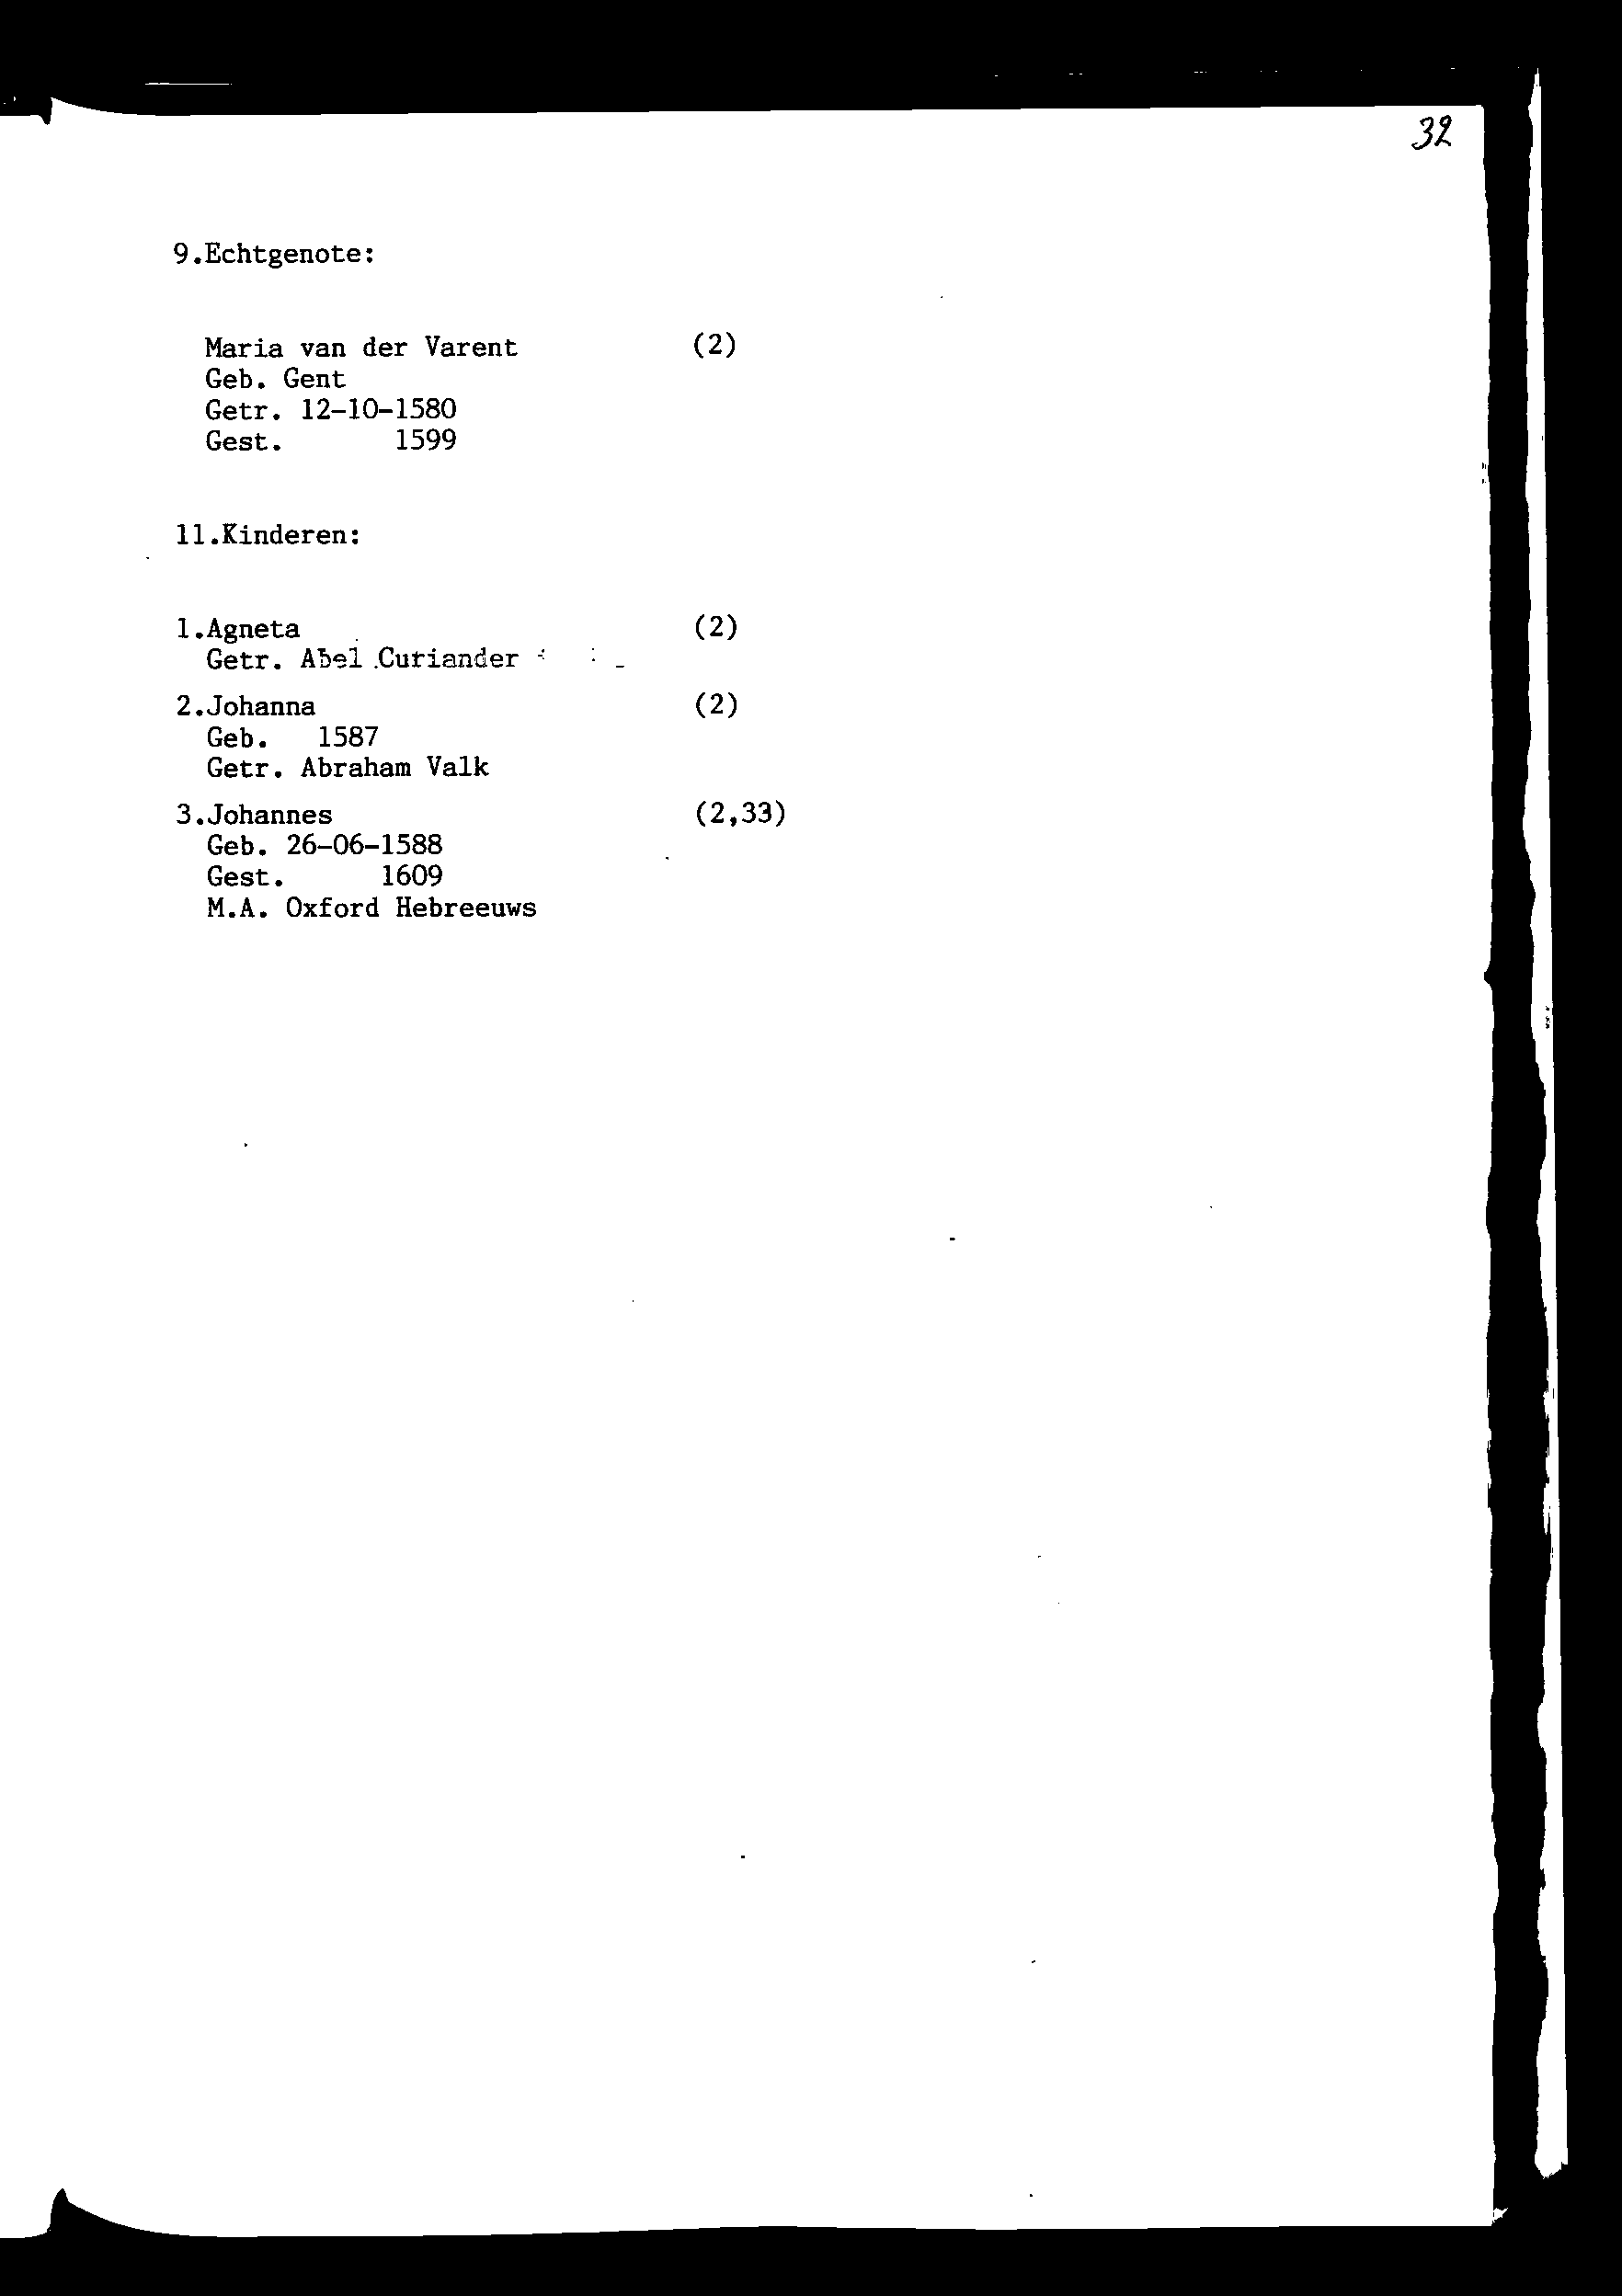 32
9.Echtgenote:
Maria van der Varent (2)
Geb. Gent
Getr. 12-10-1580
Gest. 1599
11.Kinderen:
1.Agneta (2)
Getr. Abel Curiander
2.Johanna (2)
Geb. 1587
Getr. Abraham Valk
3.Johannes (2,33)
Geb. 26-06-1588
Gest. 1609
M.A. Oxford Hebreeuws